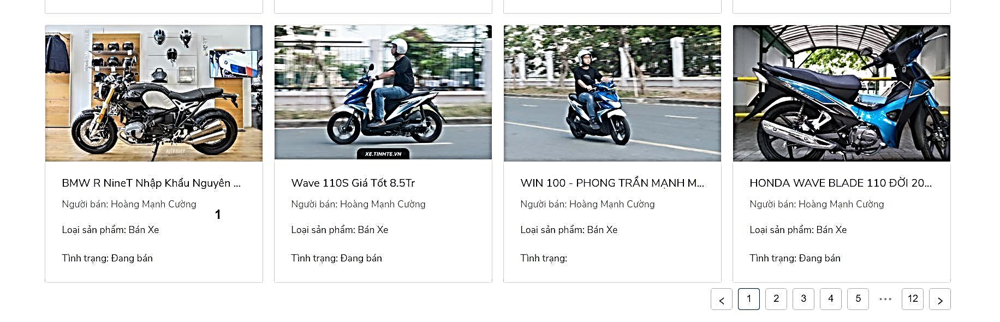 XE.TINHTE.VN
BMW R NineT Nhập Khẩu Nguyên ...
Người bán: Hoàng Mạnh Cường
1
Loại sản phẩm: Bán Xe
Tình trạng: Đang bán
Wave 110S Giá Tốt 8.5Tr
Người bán: Hoàng Mạnh Cường
Loại sản phẩm: Bán Xe
Tình trạng: Đang bán
WIN 100 - PHONG TRẦN MẠNH M...
Người bán: Hoàng Mạnh Cường
Loại sản phẩm: Bán Xe
Tình trạng:
HONDA WAVE BLADE 110 ĐỜI 20...
Người bán: Hoàng Mạnh Cường
Loại sản phẩm: Bán Xe
Tình trạng: Đang bán
< 1 2 3 4 5 ••• 12 >